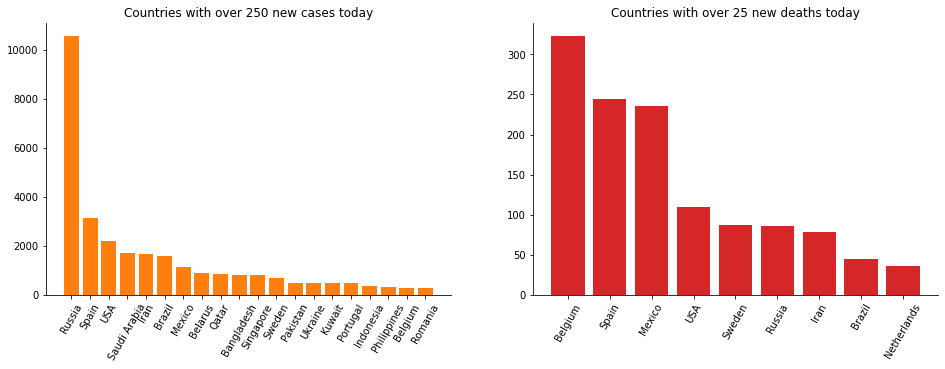 Countries with over 250 new cases today
10000
8000
6000
4000
2000
0
Russia
Spain
USA
Saudi Arabia
Iran
Brazil
Mexico
Belarus
Qatar
Bangladesh
Singapore
Sweden
Pakistan
Ukraine
Kuwait
Portugal
Indonesia
Philippines
Belgium
Romania
Countries with over 25 new deaths today
300
250
200
150
100
50
0
Belgium
Spain
Mexico
USA
Sweden
Russia
Iran
Brazil
Netherlands